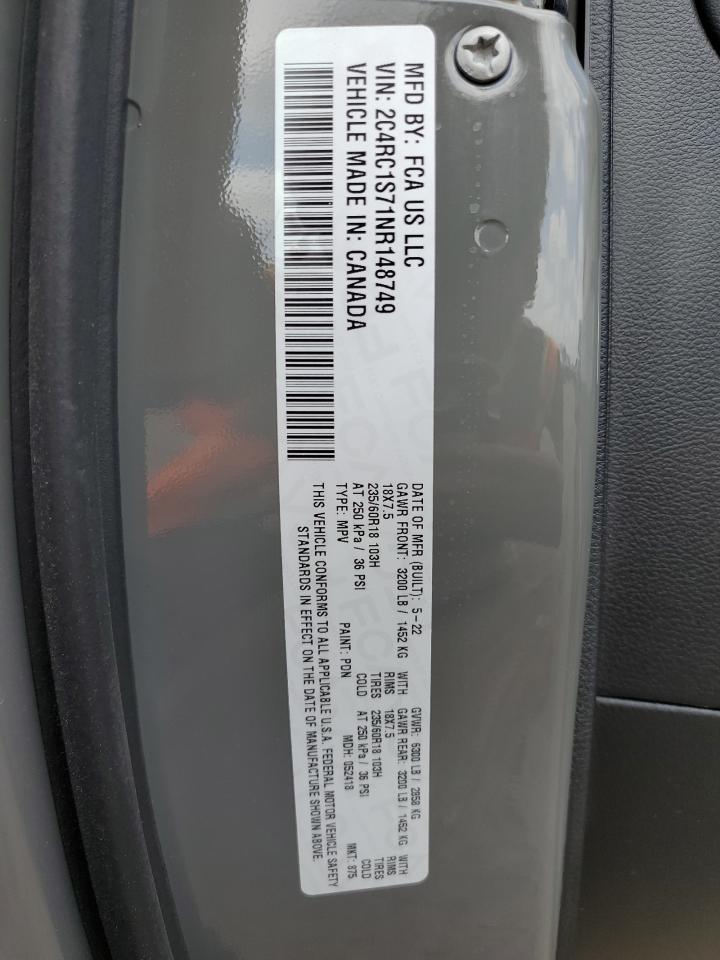 MFD BY: FCA US LLC
VIN: 2C4RC1S71NR148749
VEHICLE MADE IN: CANADA
DATE OF MFR (BUILT): 5-22 GVWR: 6300 LB / 2858 KG
GAWR FRONT: 3200 LB / 1452 KG WITH GAWR REAR: 3200 LB / 1452 KG WITH
18X7.5 RIMS 18X7.5 RIMS
235/60R18 103H TIRES 235/60R18 103H TIRES
AT 250 kPa / 36 PSI COLD AT 250 kPa / 36 PSI COLD
TYPE: MPV PAINT: PDN MDH: 052418 MKT: 875
THIS VEHICLE CONFORMS TO ALL APPLICABLE U.S.A. FEDERAL MOTOR VEHICLE SAFETY
STANDARDS IN EFFECT ON THE DATE OF MANUFACTURE SHOWN ABOVE.